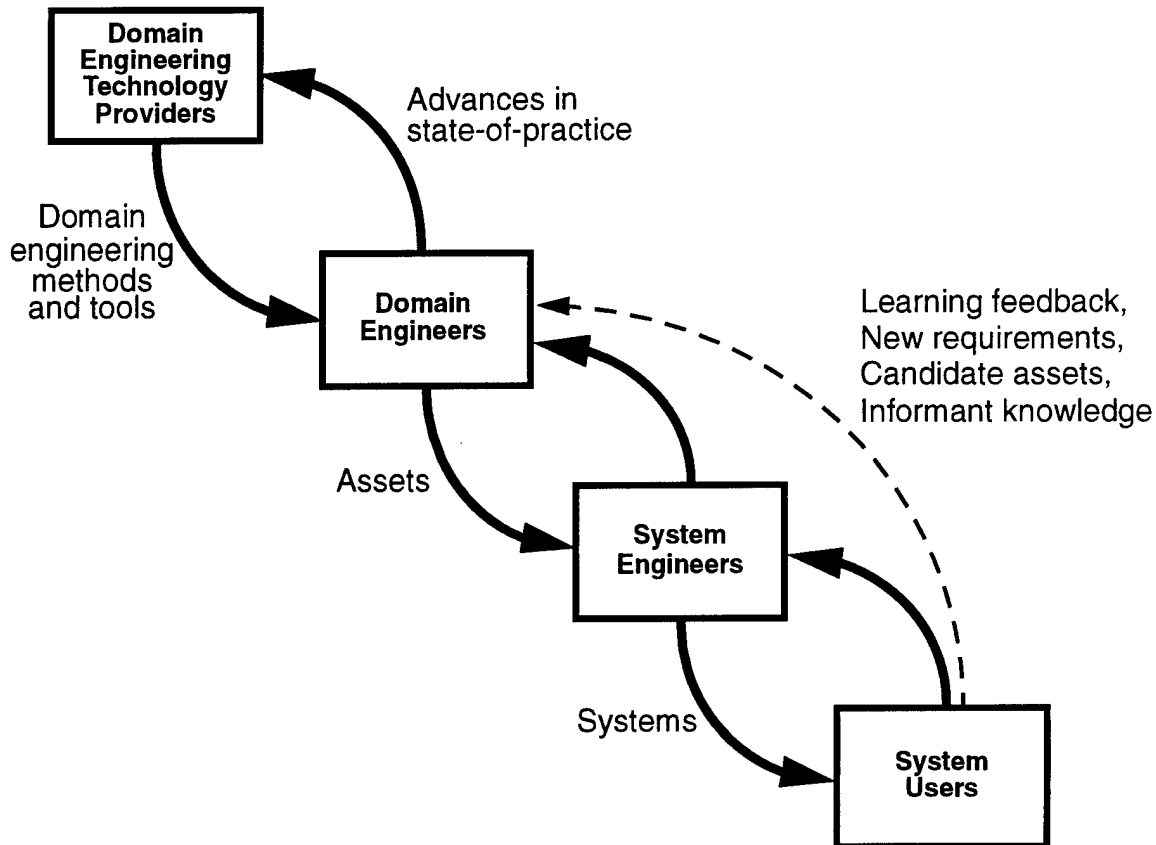 Domain
Engineering
Technology
Providers
Advances in
state-of-practice
Domain
engineering
methods
and tools
Domain
Engineers
Learning feedback,
New requirements,
Candidate assets,
Informant knowledge
Assets
System
Engineers
Systems
System
Users